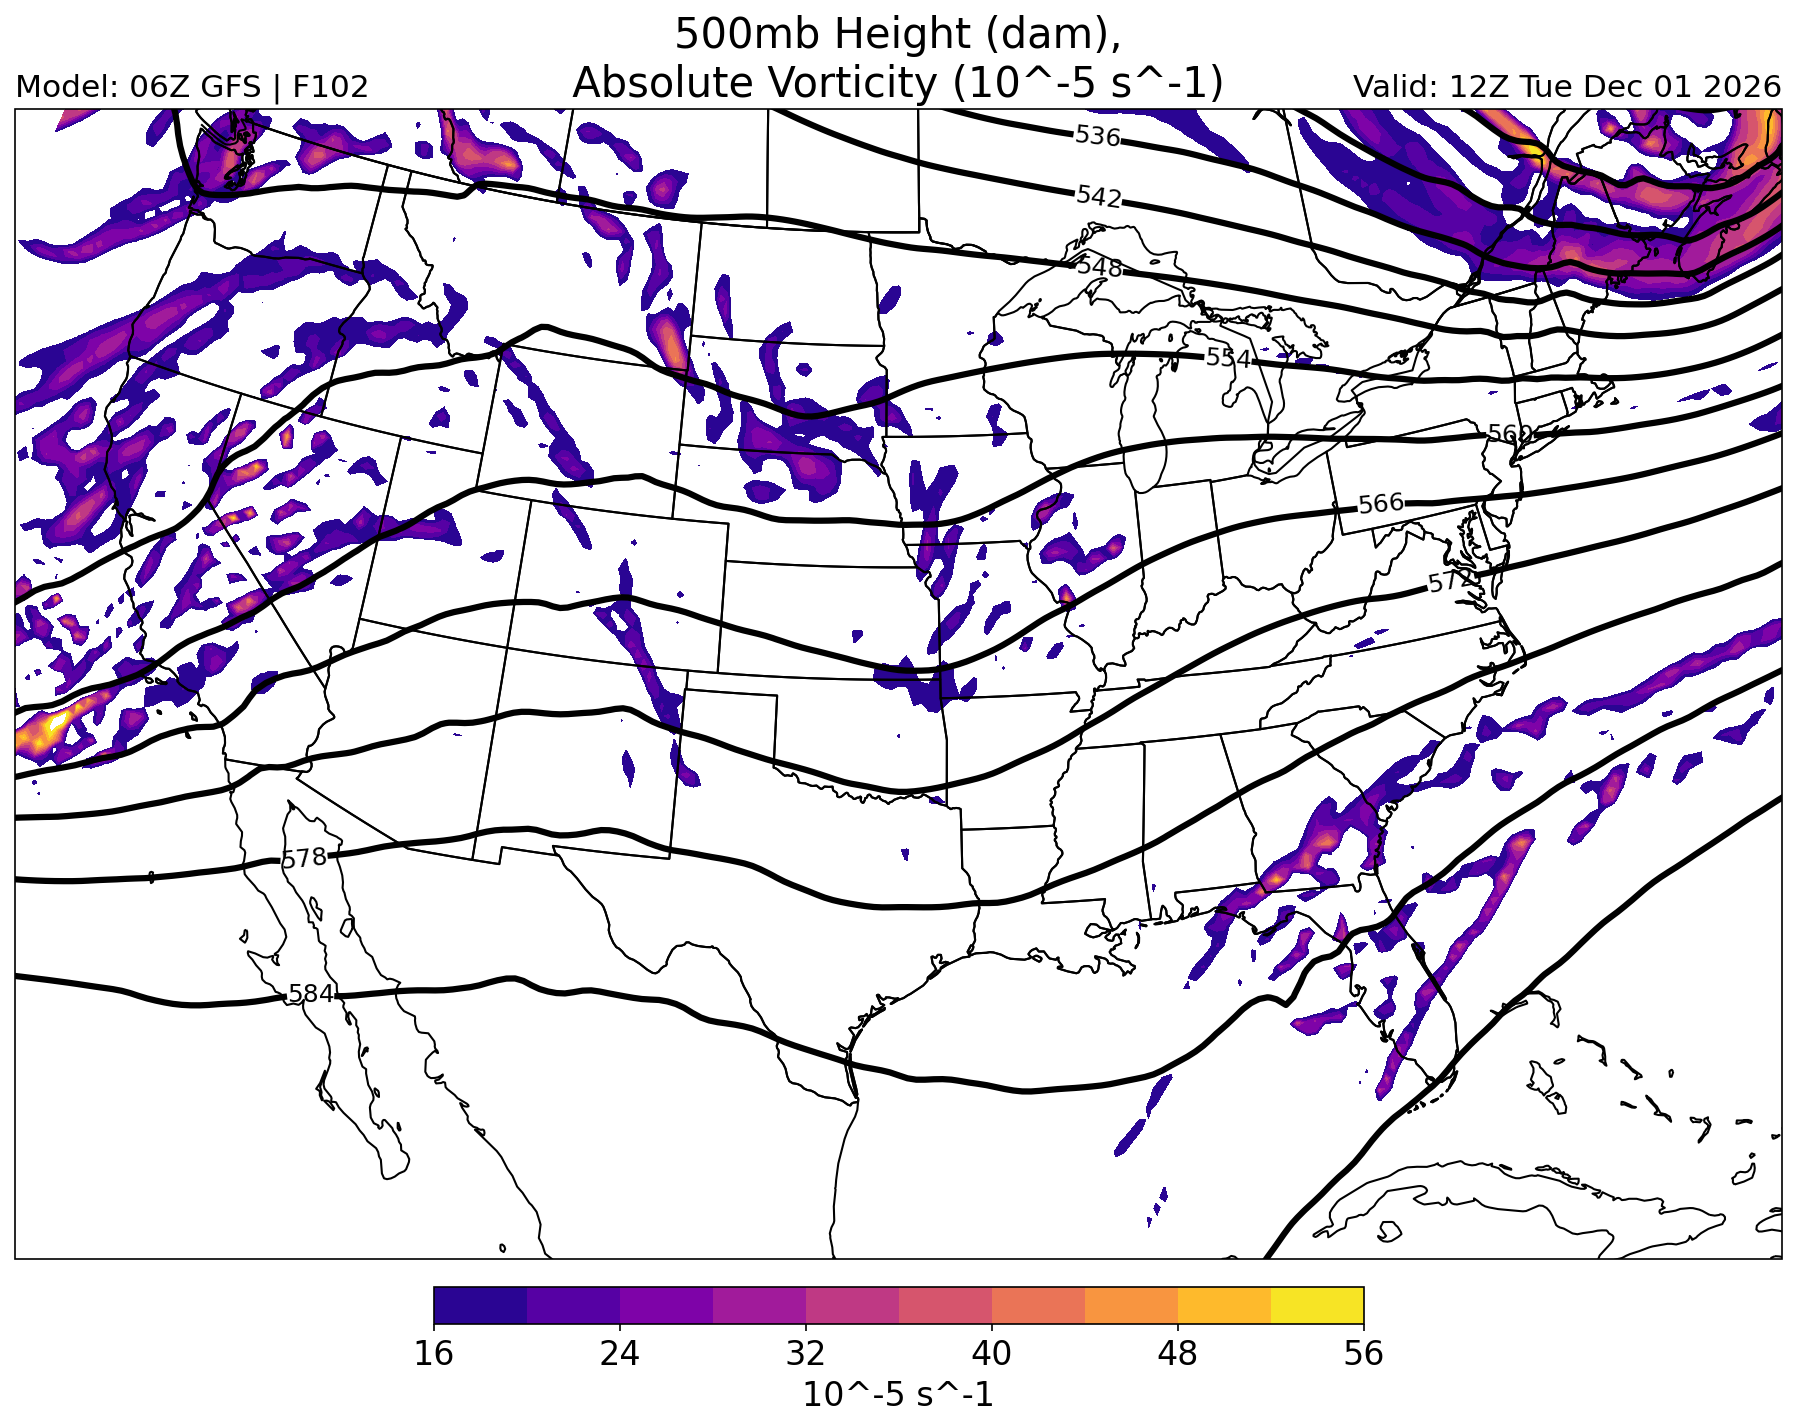 500mb Height (dam),
Model: 06Z GFS | F102
Absolute Vorticity (10^-5 s^-1)
Valid: 12Z Tue Dec 01 2026
536
542
548
554
560
566
572
578
584
16 24 32 40 48 56
10^-5 s^-1